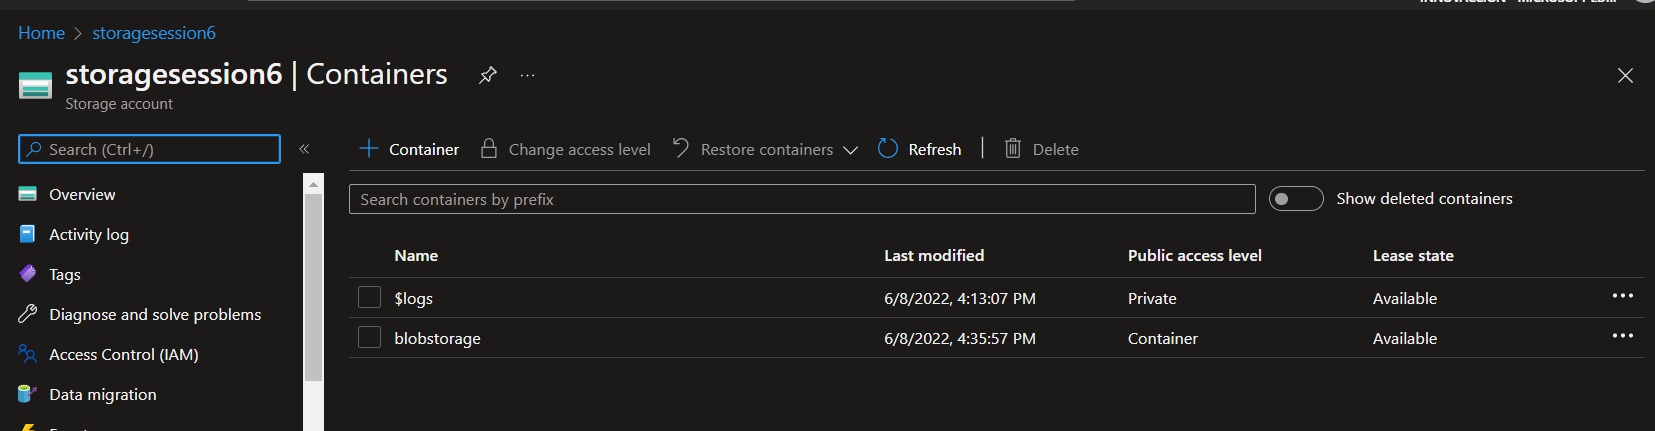 Home > storagesession6
storagesession6 | Containers ...
Storage account
Search (Ctrl+/) «
+ Container Change access level Restore containers Refresh | Delete
Overview
Search containers by prefix Show deleted containers
Activity log
Name Last modified Public access level Lease state
Tags
$logs 6/8/2022, 4:13:07 PM Private Available ...
Diagnose and solve problems
blobstorage 6/8/2022, 4:35:57 PM Container Available ...
Access Control (IAM)
Data migration